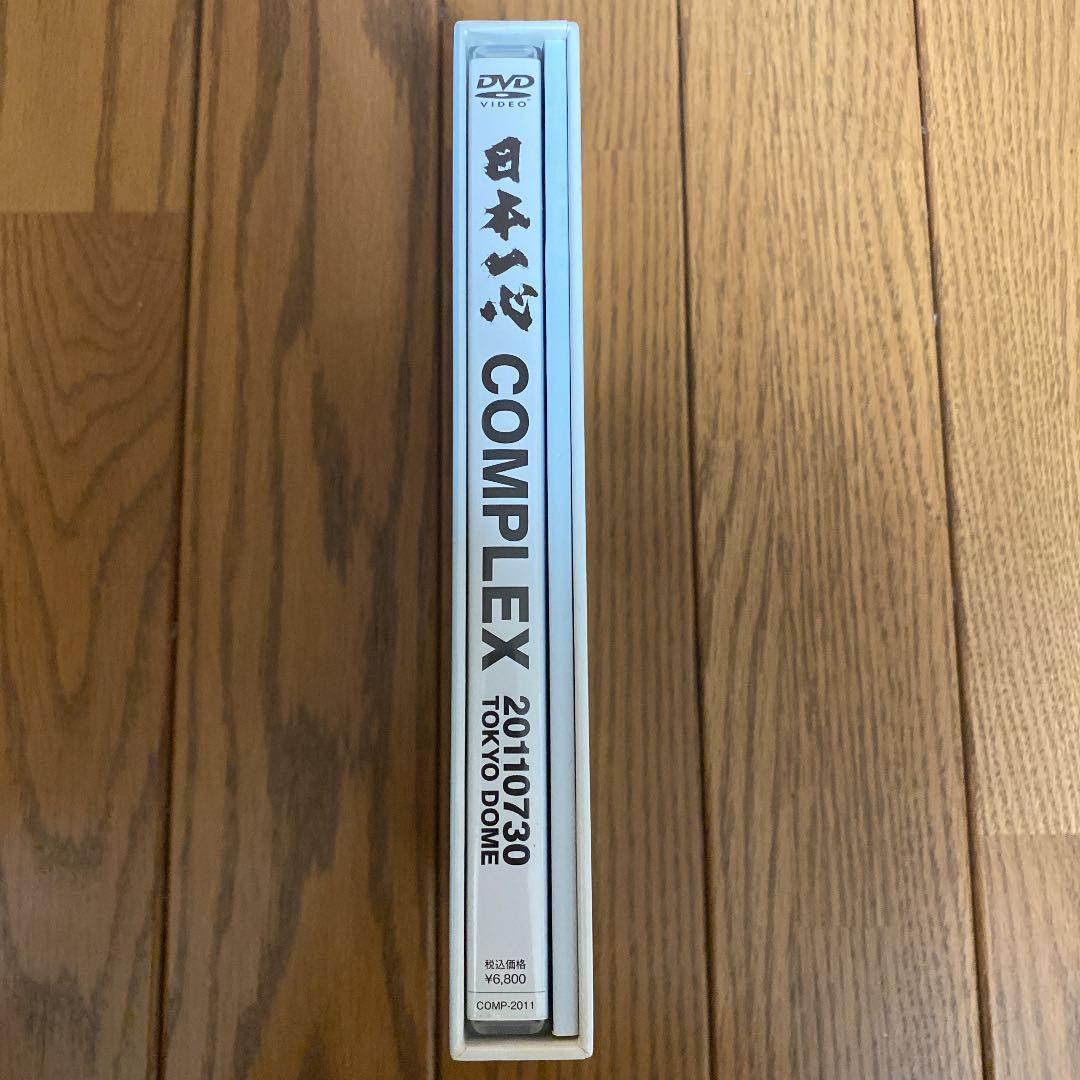 DVD
VIDEO
日本一心
COMPLEX
20110730
TOKYO DOME
税込価格
¥6,800
COMP-2011